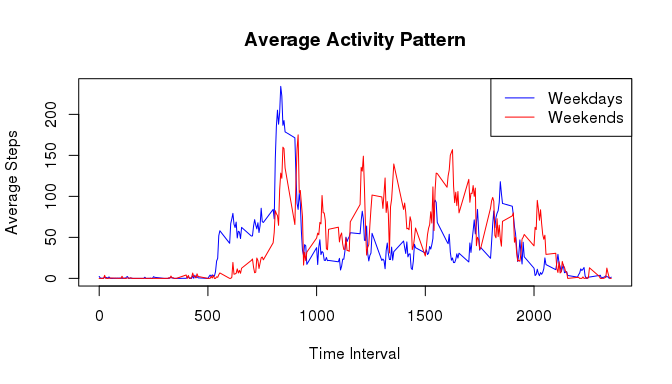 Average Activity Pattern
Weekdays
Weekends
Average Steps
200
150
100
50
0
0 500 1000 1500 2000
Time Interval